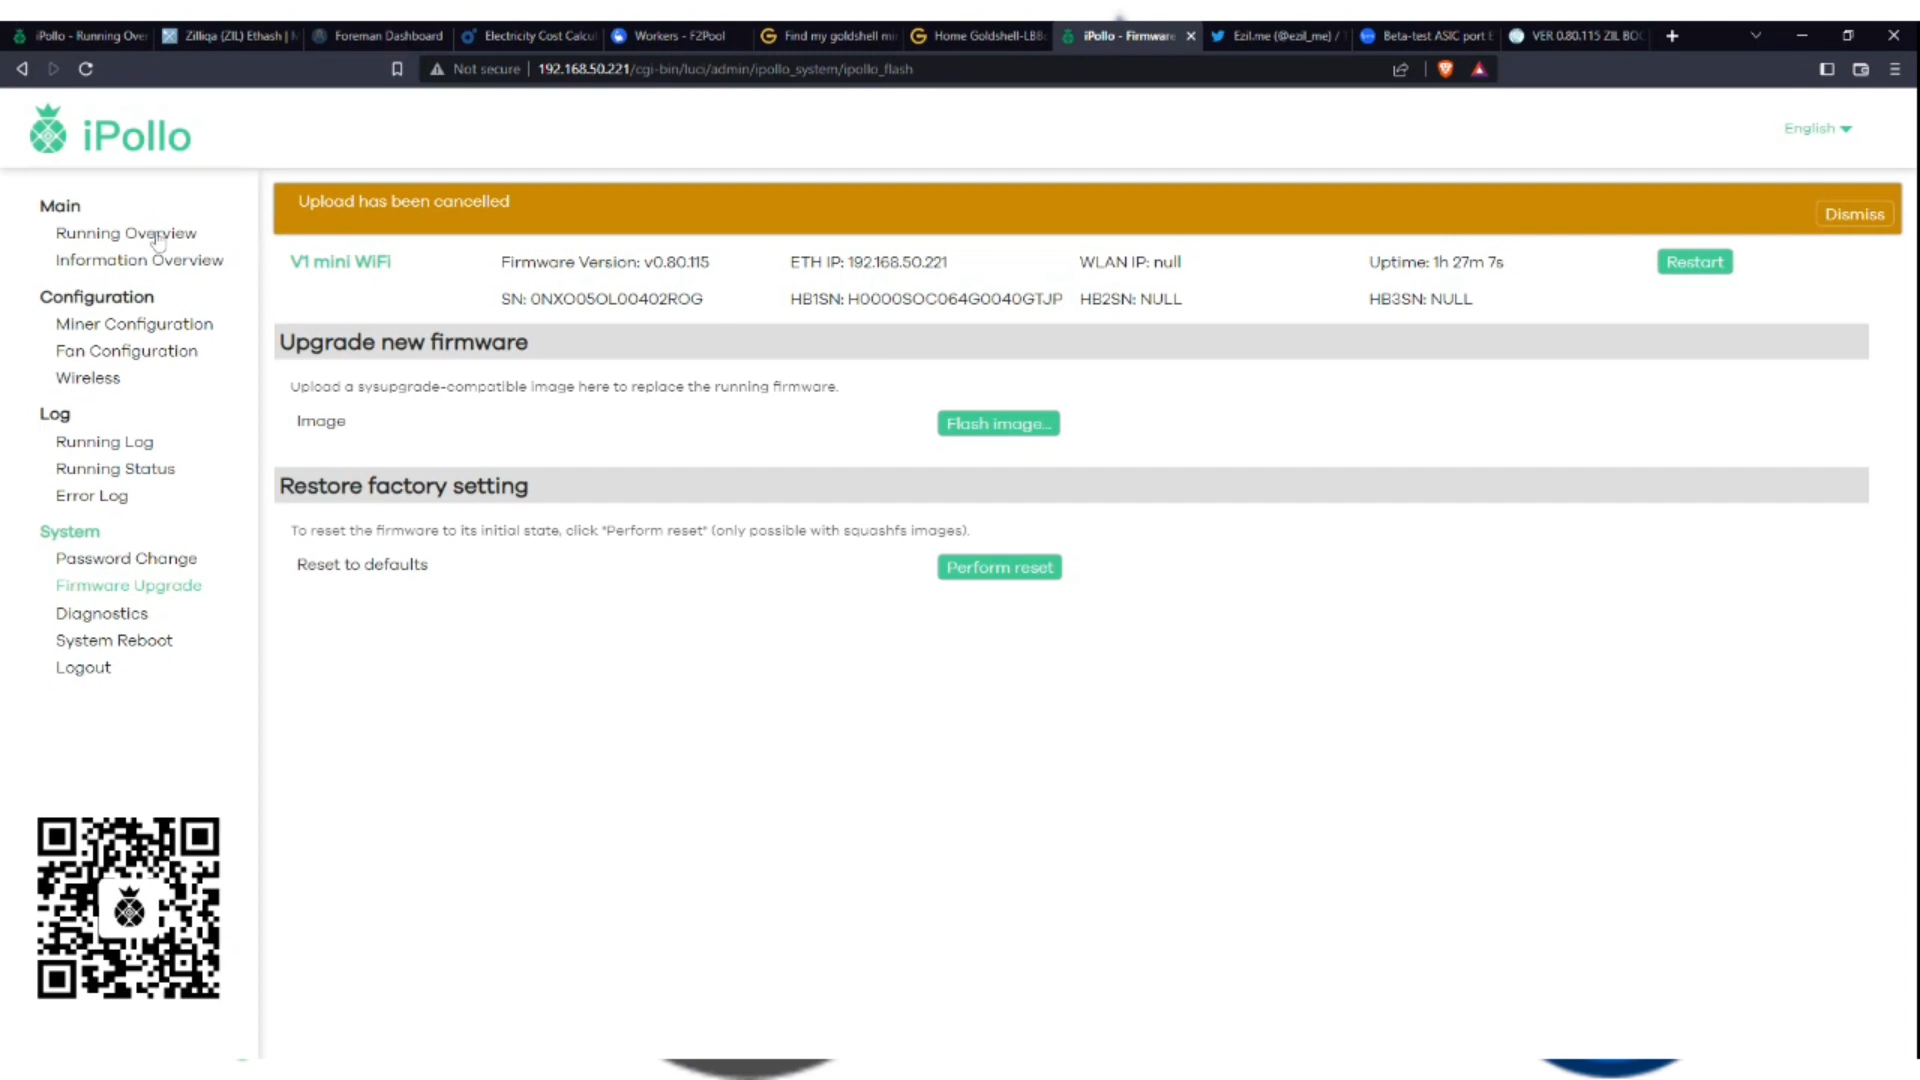 iPollo - Running Over
Zilliqa (ZIL) Ethash |
Foreman Dashboard
Electricity Cost Calcu
Workers - F2Pool
Find my goldshell mi
Home Goldshell-LB8
iPollo - Firmware
Ezil.me (@ezil_me) /
Beta-test ASIC port E
VER 0.80.115 ZIL BOO
Not secure
192.168.50.221/cgi-bin/luci/admin/ipollo_system/ipollo_flash
iPollo
English
Main
Running Overview
Information Overview
Configuration
Miner Configuration
Fan Configuration
Wireless
Log
Running Log
Running Status
Error Log
System
Password Change
Firmware Upgrade
Diagnostics
System Reboot
Logout
Upload has been cancelled
Dismiss
V1 mini WiFi
Firmware Version: v0.80.115
ETH IP: 192.168.50.221
WLAN IP: null
Uptime: 1h 27m 7s
Restart
SN: 0NXO05OL00402ROG
HB1SN: H0000SOC064G0040GTJP
HB2SN: NULL
HB3SN: NULL
Upgrade new firmware
Upload a sysupgrade-compatible image here to replace the running firmware.
Image
Flash image...
Restore factory setting
To reset the firmware to its initial state, click "Perform reset" (only possible with squashfs images).
Reset to defaults
Perform reset